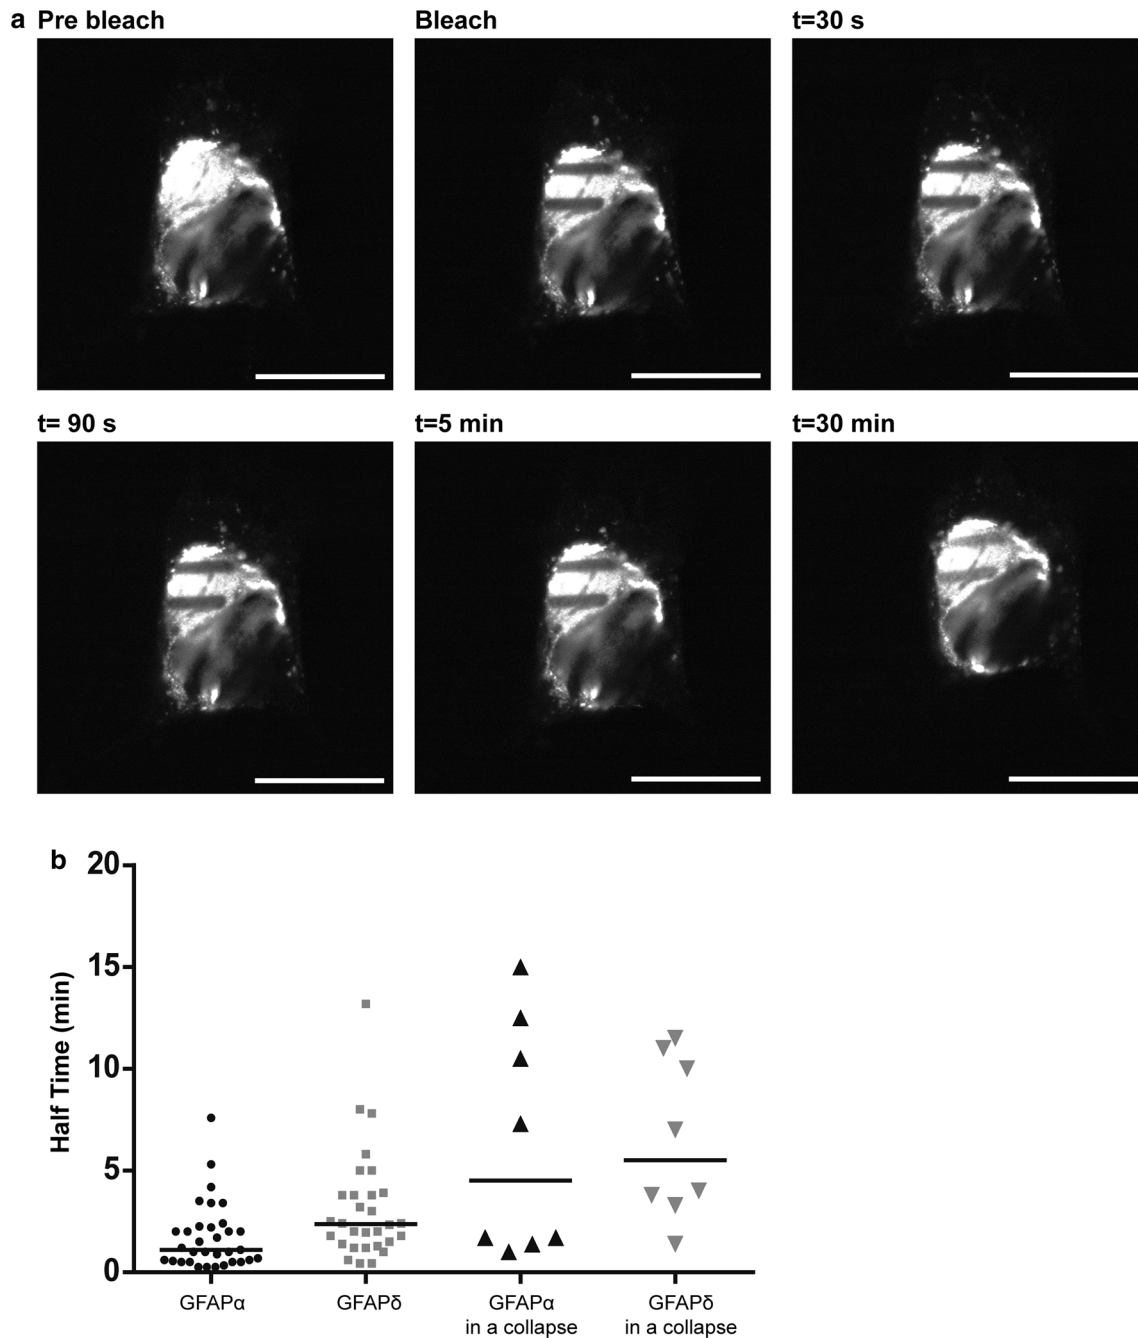 a Pre bleach
Bleach
t=30 s
t= 90 s
t=5 min
t=30 min
b
20
15
10
5
0
Half Time (min)
GFAPα
GFAPδ
GFAPα
in a collapse
GFAPδ
in a collapse